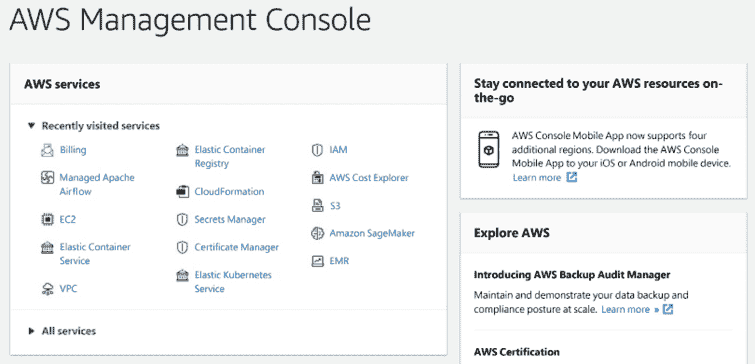 AWS Management Console
AWS services
Recently visited services
Billing
Managed Apache
Airflow
EC2
Elastic Container
Service
VPC
Elastic Container
Registry
CloudFormation
Secrets Manager
Certificate Manager
Elastic Kubernetes
Service
IAM
AWS Cost Explorer
S3
Amazon SageMaker
EMR
All services
Stay connected to your AWS resources on-
the-go
AWS Console Mobile App now supports four
additional regions. Download the AWS Console
Mobile App to your iOS or Android mobile device.
Learn more
Explore AWS
Introducing AWS Backup Audit Manager
Maintain and demonstrate your data backup and
compliance posture at scale. Learn more »
AWS Certification